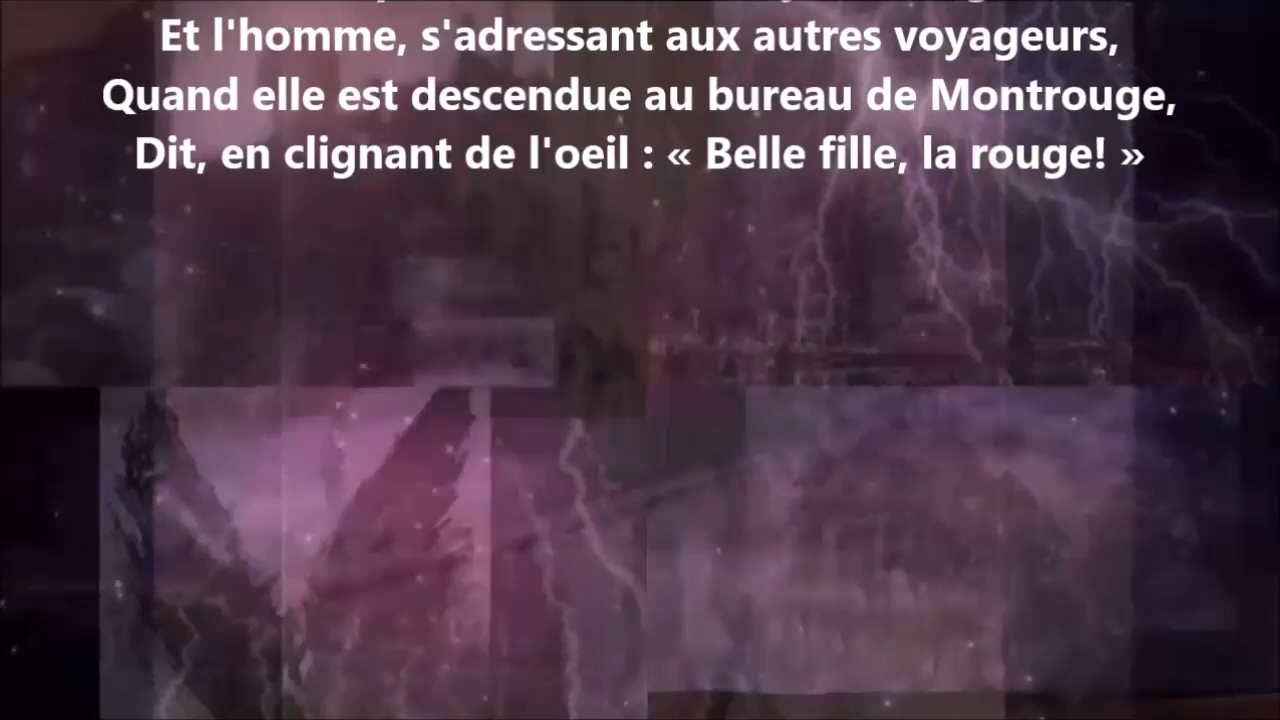 Et l'homme, s'adressant aux autres voyageurs,
Quand elle est descendue au bureau de Montrouge,
Dit, en clignant de l'oeil : « Belle fille, la rouge! »